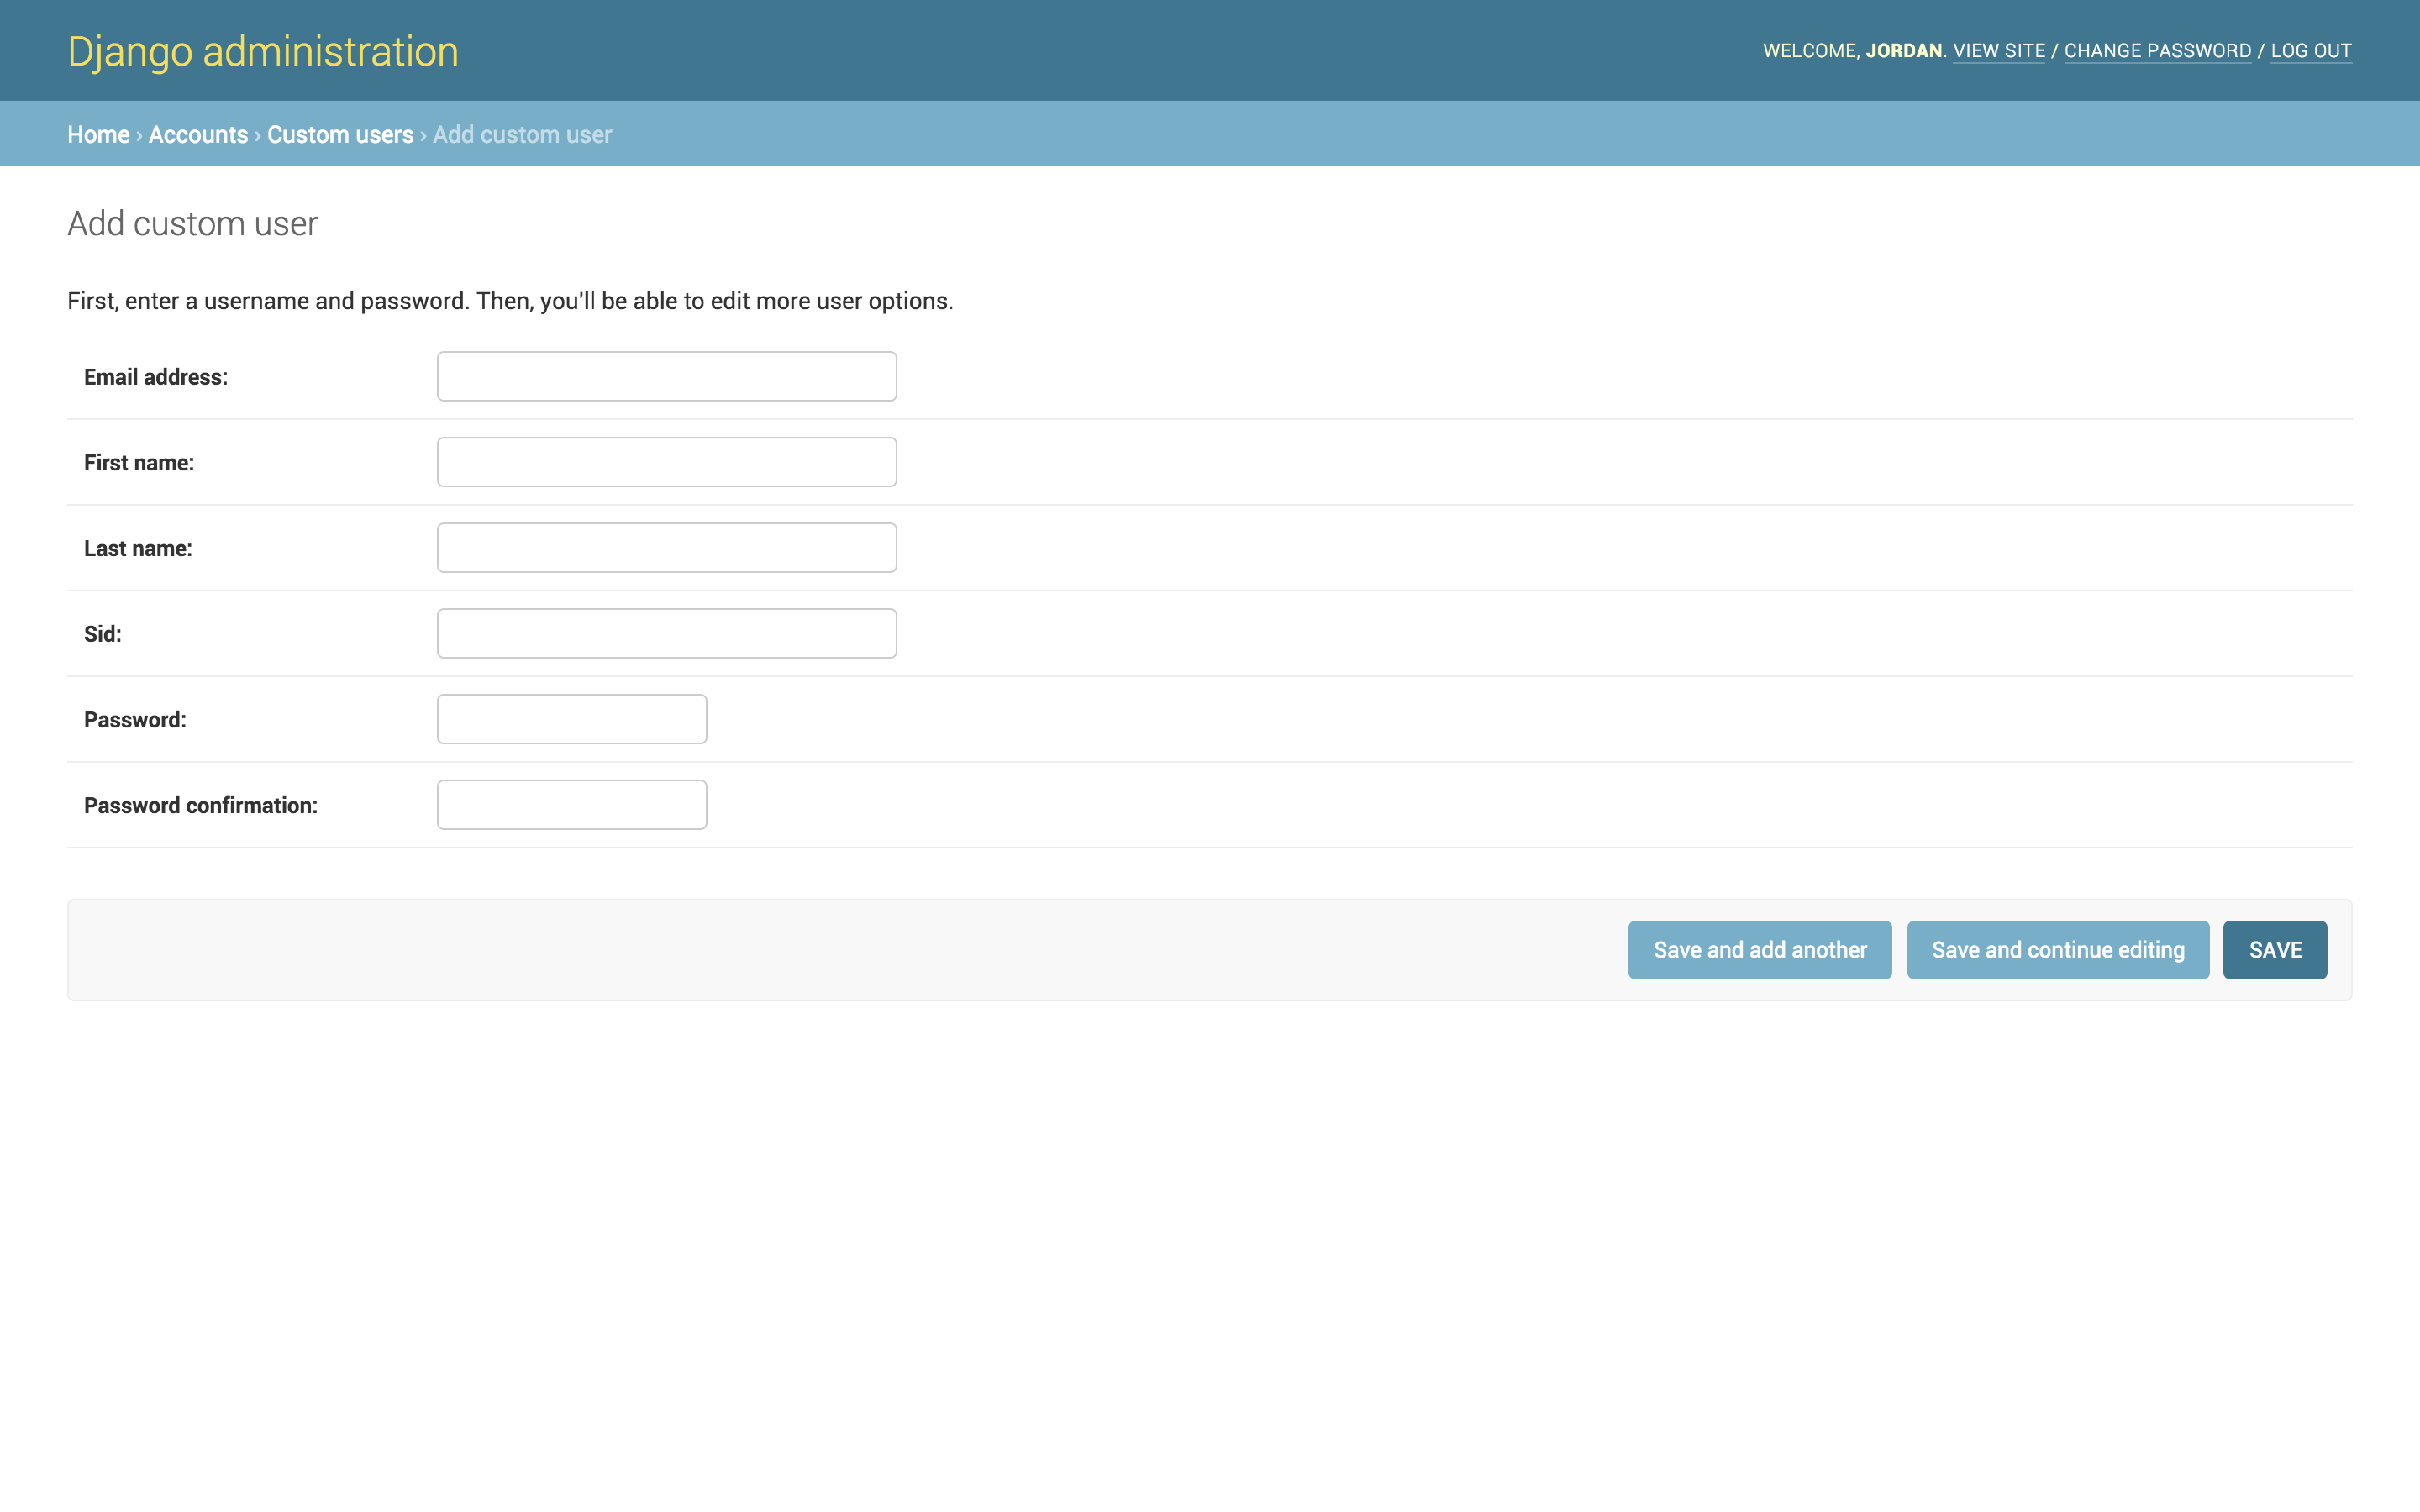 Django administration
WELCOME, JORDAN. VIEW SITE / CHANGE PASSWORD / LOG OUT
Home › Accounts › Custom users › Add custom user
Add custom user
First, enter a username and password. Then, you’ll be able to edit more user options.
Email address:
First name:
Last name:
Sid:
Password:
Password confirmation:
Save and add another
Save and continue editing
SAVE